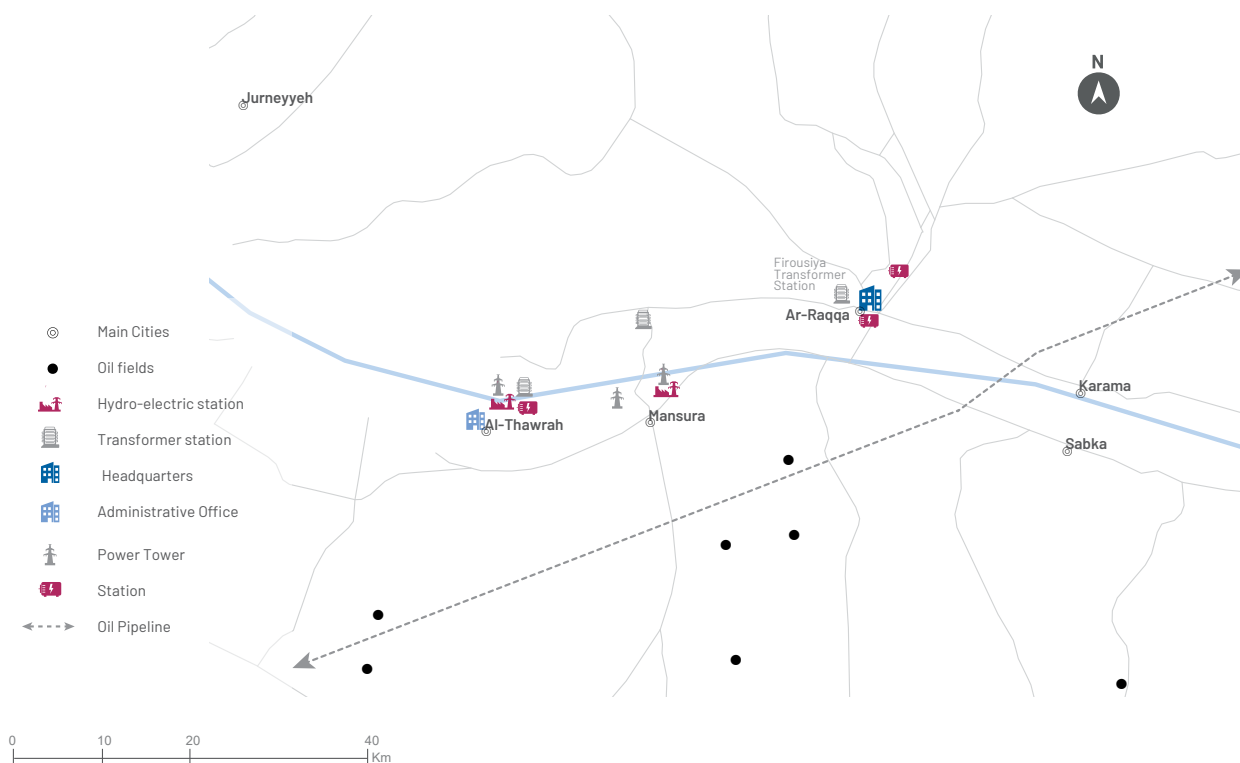 N
Jurneyyeh
Firousiya
Transformer
Station
Ar-Raqqa
Karama
Mansura
Al-Thawrah
Sabka
Main Cities
Oil fields
Hydro-electric station
Transformer station
Headquarters
Administrative Office
Power Tower
Station
Oil Pipeline
0 10 20 40
Km